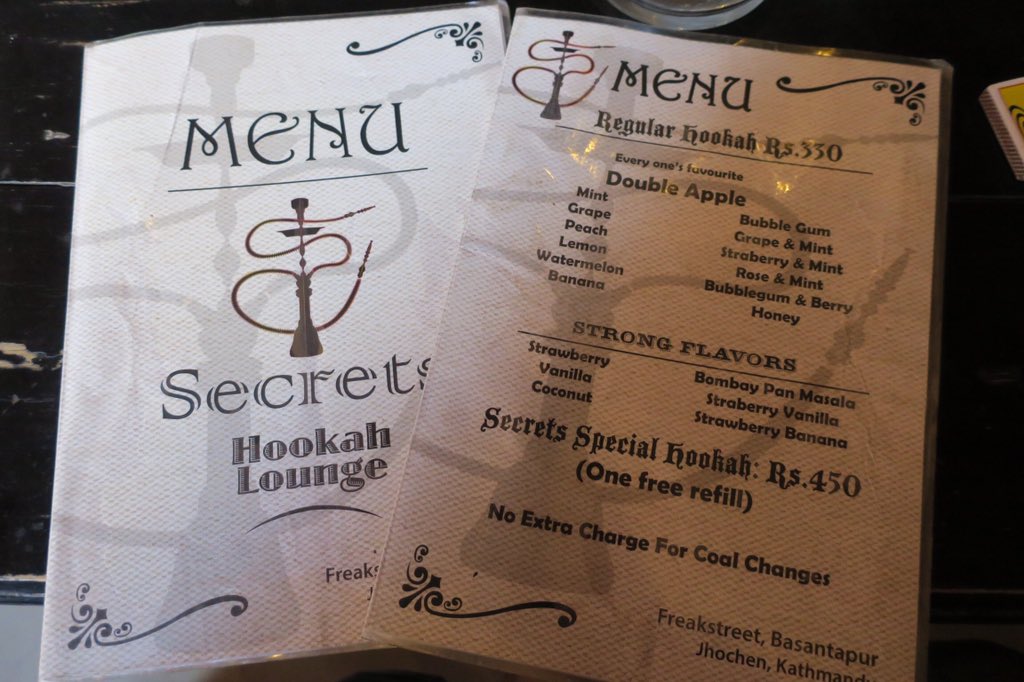 MENU
Secrets
Hookah
Lounge
Freaks
MENU
Regular Hookah Rs.330
Every one's favourite
Double Apple
Mint
Grape
Peach
Lemon
Watermelon
Banana
Bubble Gum
Grape & Mint
Straberry & Mint
Rose & Mint
Bubblegum & Berry
Honey
STRONG FLAVORS
Strawberry
Vanilla
Coconut
Bombay Pan Masala
Straberry Vanilla
Strawberry Banana
Secrets Special Hookah: Rs.450
(One free refill)
No Extra Charge For Coal Changes
Freakstreet, Basantapur
Jhochen, Kathmandu